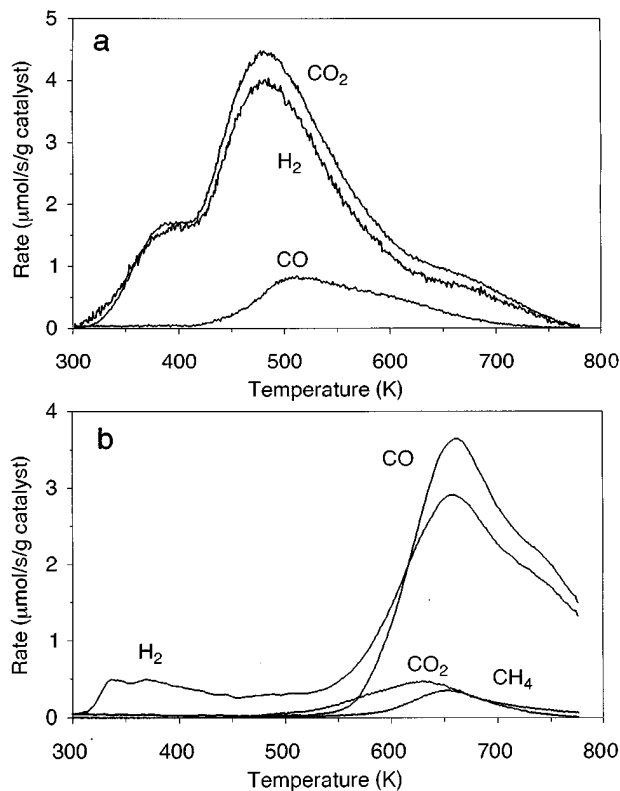 a
5
4
3
2
1
0
Rate (μmol/s/g catalyst)
CO₂
H₂
CO
300 400 500 600 700 800
Temperature (K)
b
4
3
2
1
0
Rate (μmol/s/g catalyst)
CO
H₂
CO₂
CH₄
300 400 500 600 700 800
Temperature (K)